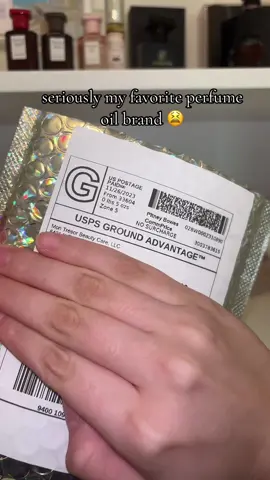 seriously my favorite perfume
oil brand 😫
G
US POSTAGE
11/26/2023
From 33604
0 lbs 5 ozs
Zone 5
Pitney Bowes
CommPrice
NO SURCHARGE
USPS GROUND ADVANTAGE™
Mon Tresor Beauty Care, LLC